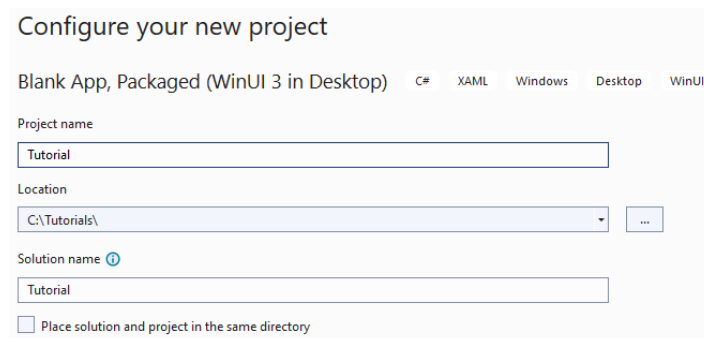 Configure your new project
Blank App, Packaged (WinUI 3 in Desktop) C# XAML Windows Desktop WinUI
Project name
Tutorial
Location
C:\Tutorials\ ...
Solution name
Tutorial
Place solution and project in the same directory